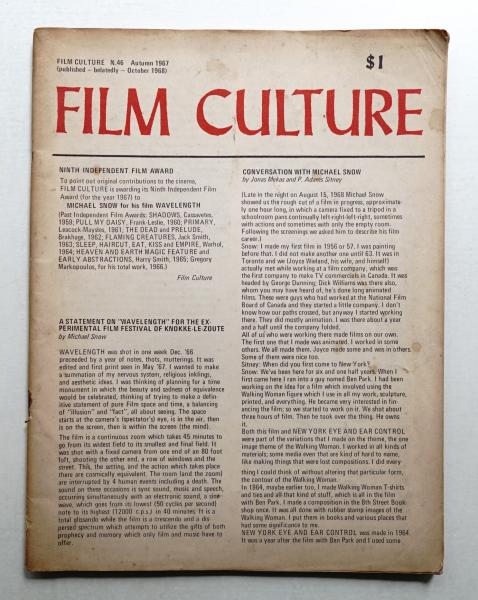 FILM CULTURE N.46 Autumn 1967
(published – belatedly – October 1968)
$1
FILM CULTURE
NINTH INDEPENDENT FILM AWARD
To point out original contributions to the cinema,
FILM CULTURE is awarding its Ninth Independent Film
Award (for the year 1967) to
MICHAEL SNOW for his film WAVELENGTH
(Past Independent Film Awards: SHADOWS, Cassavetes,
1959; PULL MY DAISY, Frank-Leslie, 1960; PRIMARY,
Leacock-Maysles, 1961; THE DEAD and PRELUDE,
Brakhage, 1962; FLAMING CREATURES, Jack Smith,
1963; SLEEP, HAIRCUT, EAT, KISS and EMPIRE, Warhol,
1964; HEAVEN AND EARTH MAGIC FEATURE and
EARLY ABSTRACTIONS, Harry Smith, 1965; Gregory
Markopoulos, for his total work, 1966.)
Film Culture
A STATEMENT ON "WAVELENGTH" FOR THE EX-
PERIMENTAL FILM FESTIVAL OF KNOKKE-LE-ZOUTE
by Michael Snow
WAVELENGTH was shot in one week Dec. '66
preceded by a year of notes, thots, mutterings. It was
edited and first print seen in May '67. I wanted to make
a summation of my nervous system, religious inklings,
and aesthetic ideas. I was thinking of planning for a time
monument in which the beauty and sadness of equivalence
would be celebrated, thinking of trying to make a defini-
tive statement of pure Film space and time, a balancing
of "illusion" and "fact", all about seeing. The space
starts at the camera's (spectator's) eye, is in the air, then
is on the screen, then is within the screen (the mind).
The film is a continuous zoom which takes 45 minutes to
go from its widest field to its smallest and final field. It
was shot with a fixed camera from one end of an 80 foot
loft, shooting the other end, a row of windows and the
street. This, the setting, and the action which takes place
there are cosmically equivalent. The room (and the zoom)
are interrupted by 4 human events including a death. The
sound on these occasions is sync sound, music and speech,
occurring simultaneously with an electronic sound, a sine-
wave, which goes from its lowest (50 cycles per second)
note to its highest (12000 c.p.s.) in 40 minutes. It is a
total glissando while the film is a crescendo and a dis-
persed spectrum which attempts to utilize the gifts of both
prophecy and memory which only film and music have to
offer.
CONVERSATION WITH MICHAEL SNOW
by Jonas Mekas and P. Adams Sitney
(Late in the night on August 15, 1968 Michael Snow
showed us the rough cut of a film in progress, approximate-
ly one hour long, in which a camera fixed to a tripod in a
schoolroom pans continually left-right-left, sometimes
with actions and sometimes with only the empty room.
Following the screenings we asked him to describe his film
career.)
Snow: I made my first film in 1956 or 57. I was painting
before that. I did not make another one until 63. It was in
Toronto and we (Joyce Wieland, his wife, and himself)
actually met while working at a film company, which was
the first company to make TV commercials in Canada. It was
headed by George Dunning; Dick Williams was there also,
whom you may have heard of; he's done long animated
films. These were guys who had worked at the National Film
Board of Canada and they started a little company. I don't
know how our paths crossed, but anyway I started working
there. They did mostly animation. I was there about a year
and a half until the company folded.
All of us who were working there made films on our own.
The first one that I made was animated. I worked in some
others. We all made them. Joyce made some and was in others.
Some of them were nice too.
Sitney: When did you first come to New York?
Snow: We've been here for six and one half years. When I
first came here I ran into a guy named Ben Park. I had been
working on the idea for a film which involved using the
Walking Woman figure which I use in all my work, sculpture,
printed, and everything. He became very interested in fin-
ancing the film; so we started to work on it. We shot about
three hours of film. Then he took over the thing. He owns
it.
Both this film and NEW YORK EYE AND EAR CONTROL
were part of the variations that I made on the theme, the one
image theme of the Walking Woman. I worked in all kinds of
materials; some media even that are kind of hard to name,
like making things that were lost compositions. I did every
thing I could think of without altering that particular form,
the contour of the Walking Woman.
In 1964, maybe earlier too, I made Walking Woman T-shirts
and ties and all that kind of stuff, which is all in the film
with Ben Park. I made a composition in the 8th Street Book-
shop once. It was all done with rubber stamp images of the
Walking Woman. I put them in books and various places that
had some significance to me.
NEW YORK EYE AND EAR CONTROL was made in 1964.
It was a year after the film with Ben Park and I used some